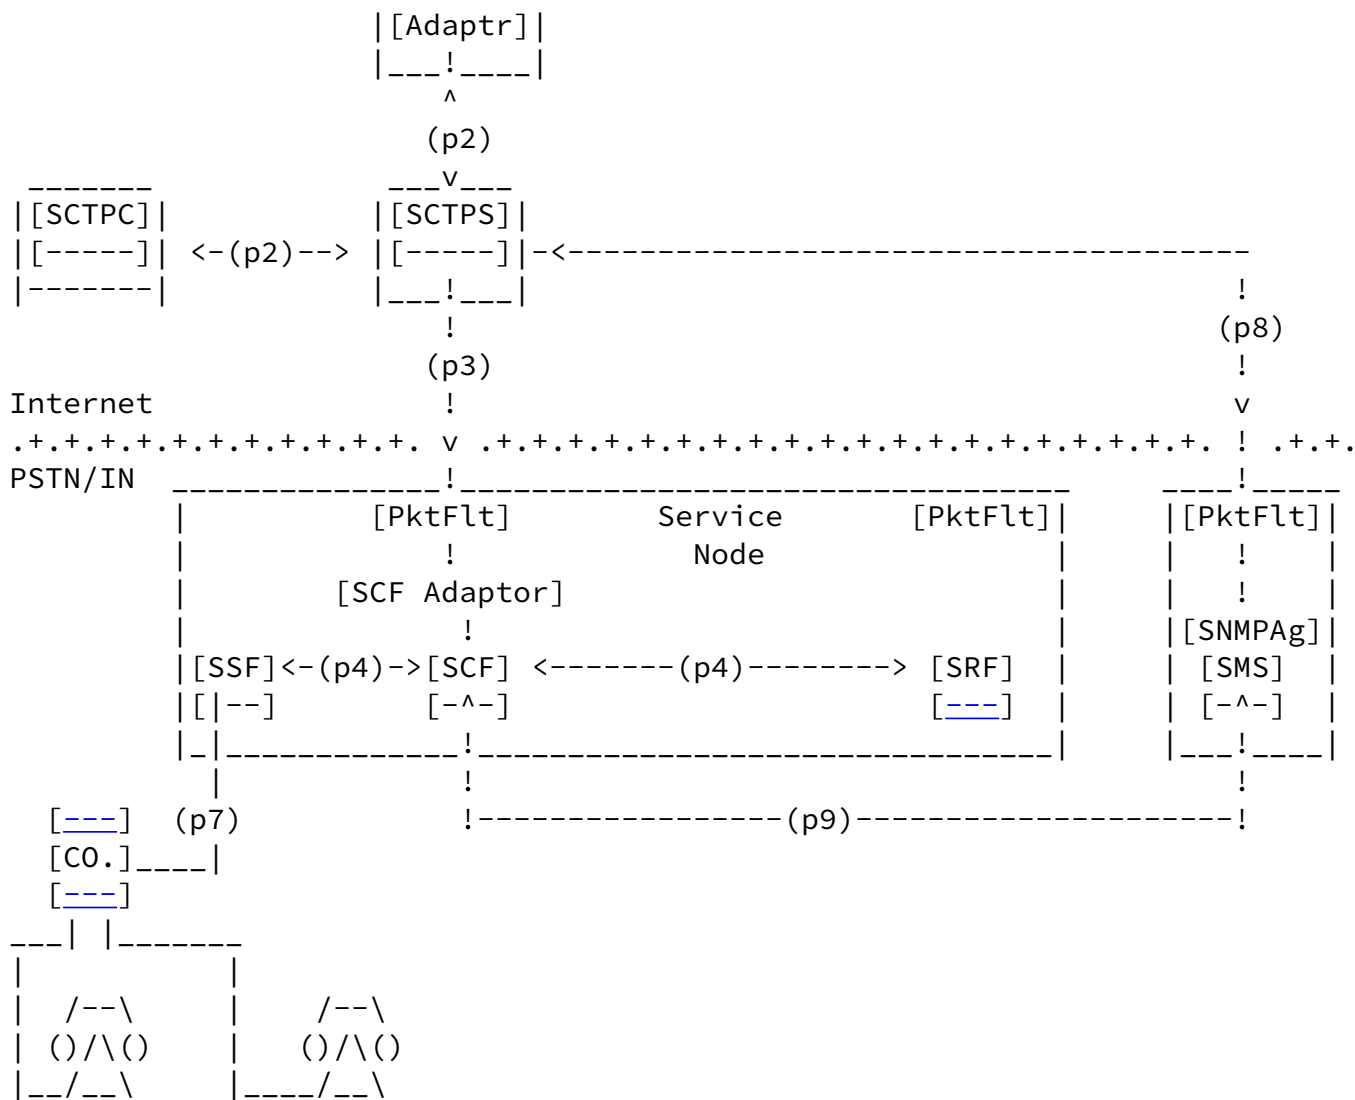 |[Adaptr]|
|___!____|
^
(p2)
_______ ___v___
|[SCTPC]| |[SCTPS]|
|[-----]| <-(p2)--> |[-----]|-<--------------------------------------
|-------| |___!___| !
! (p8)
(p3) !
Internet ! v
.+.+.+.+.+.+.+.+.+.+.+. v .+.+.+.+.+.+.+.+.+.+.+.+.+.+.+.+.+.+.+.+. ! .+.+.
PSTN/IN _______________!__________________________________ ____!_____
| [PktFlt] Service [PktFlt]| |[PktFlt]|
| ! Node | | ! |
| [SCF Adaptor] | | ! |
| ! | |[SNMPAg]|
|[SSF]<-(p4)->[SCF] <-------(p4)--------> [SRF] | | [SMS] |
|[|--] [-^-] [---] | | [-^-] |
|_|_____________!________________________________| |___!____|
| ! !
[---] (p7) !-----------------(p9)---------------------!
[CO.]____|
[---]
___| |_______
| |
| /--\ | /--\
| ()/\() | ()/\()
|__/__\ |____/__\